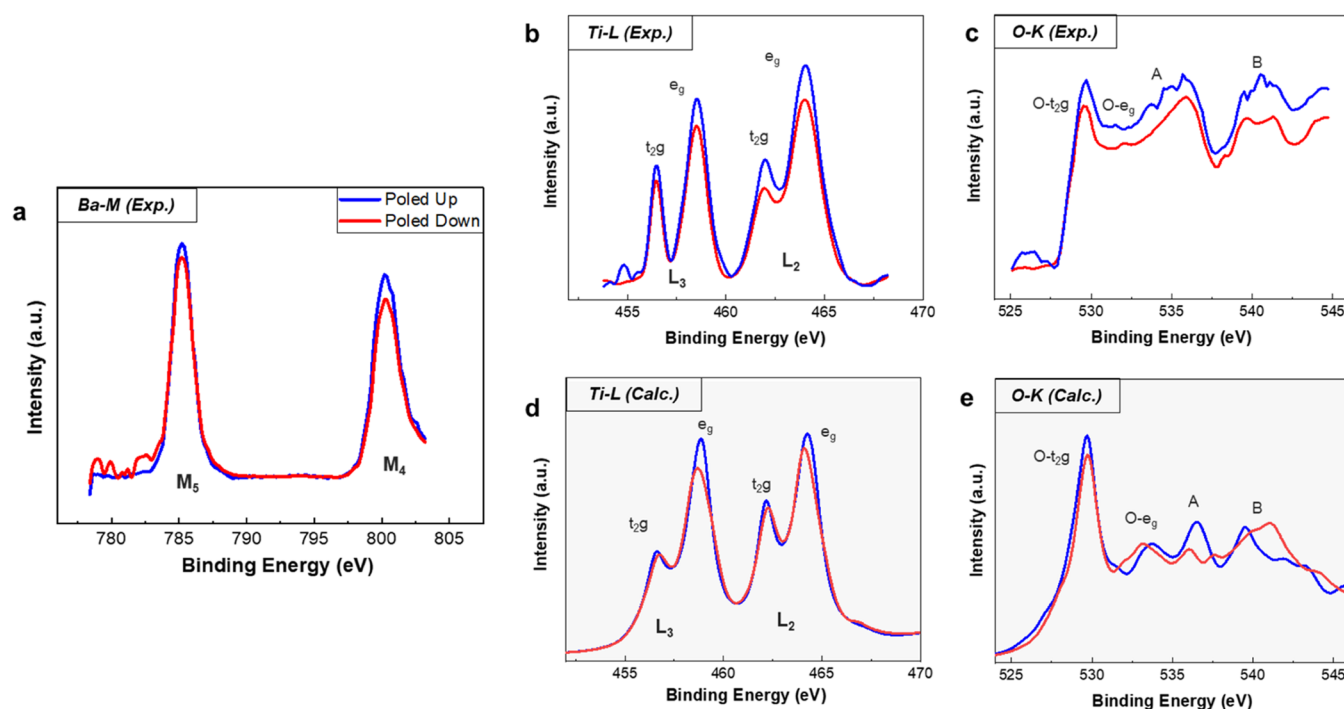 a
Ba-M (Exp.)
Poled Up
Poled Down
M5
M4
780 785 790 795 800 805
Binding Energy (eV)
Intensity (a.u.)
b
Ti-L (Exp.)
t2g
eg
t2g
eg
L3
L2
455 460 465 470
Binding Energy (eV)
Intensity (a.u.)
c
O-K (Exp.)
O-t2g
O-eg
A
B
525 530 535 540 545
Binding Energy (eV)
Intensity (a.u.)
d
Ti-L (Calc.)
t2g
eg
t2g
eg
L3
L2
455 460 465 470
Binding Energy (eV)
Intensity (a.u.)
e
O-K (Calc.)
O-t2g
O-eg
A
B
525 530 535 540 545
Binding Energy (eV)
Intensity (a.u.)